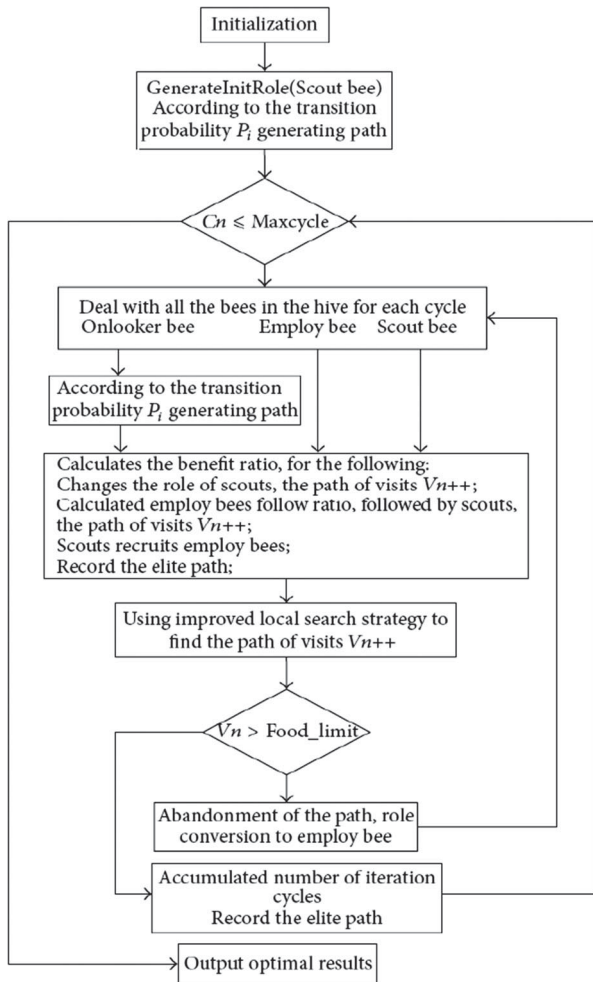 Initialization
GenerateInitRole(Scout bee)
According to the transition
probability Pi generating path
Cn ⩽ Maxcycle
Deal with all the bees in the hive for each cycle
Onlooker bee Employ bee Scout bee
According to the transition
probability Pi generating path
Calculates the benefit ratio, for the following:
Changes the role of scouts, the path of visits Vn++;
Calculated employ bees follow ratio, followed by scouts,
the path of visits Vn++;
Scouts recruits employ bees;
Record the elite path;
Using improved local search strategy to
find the path of visits Vn++
Vn > Food_limit
Abandonment of the path, role
conversion to employ bee
Accumulated number of iteration
cycles
Record the elite path
Output optimal results